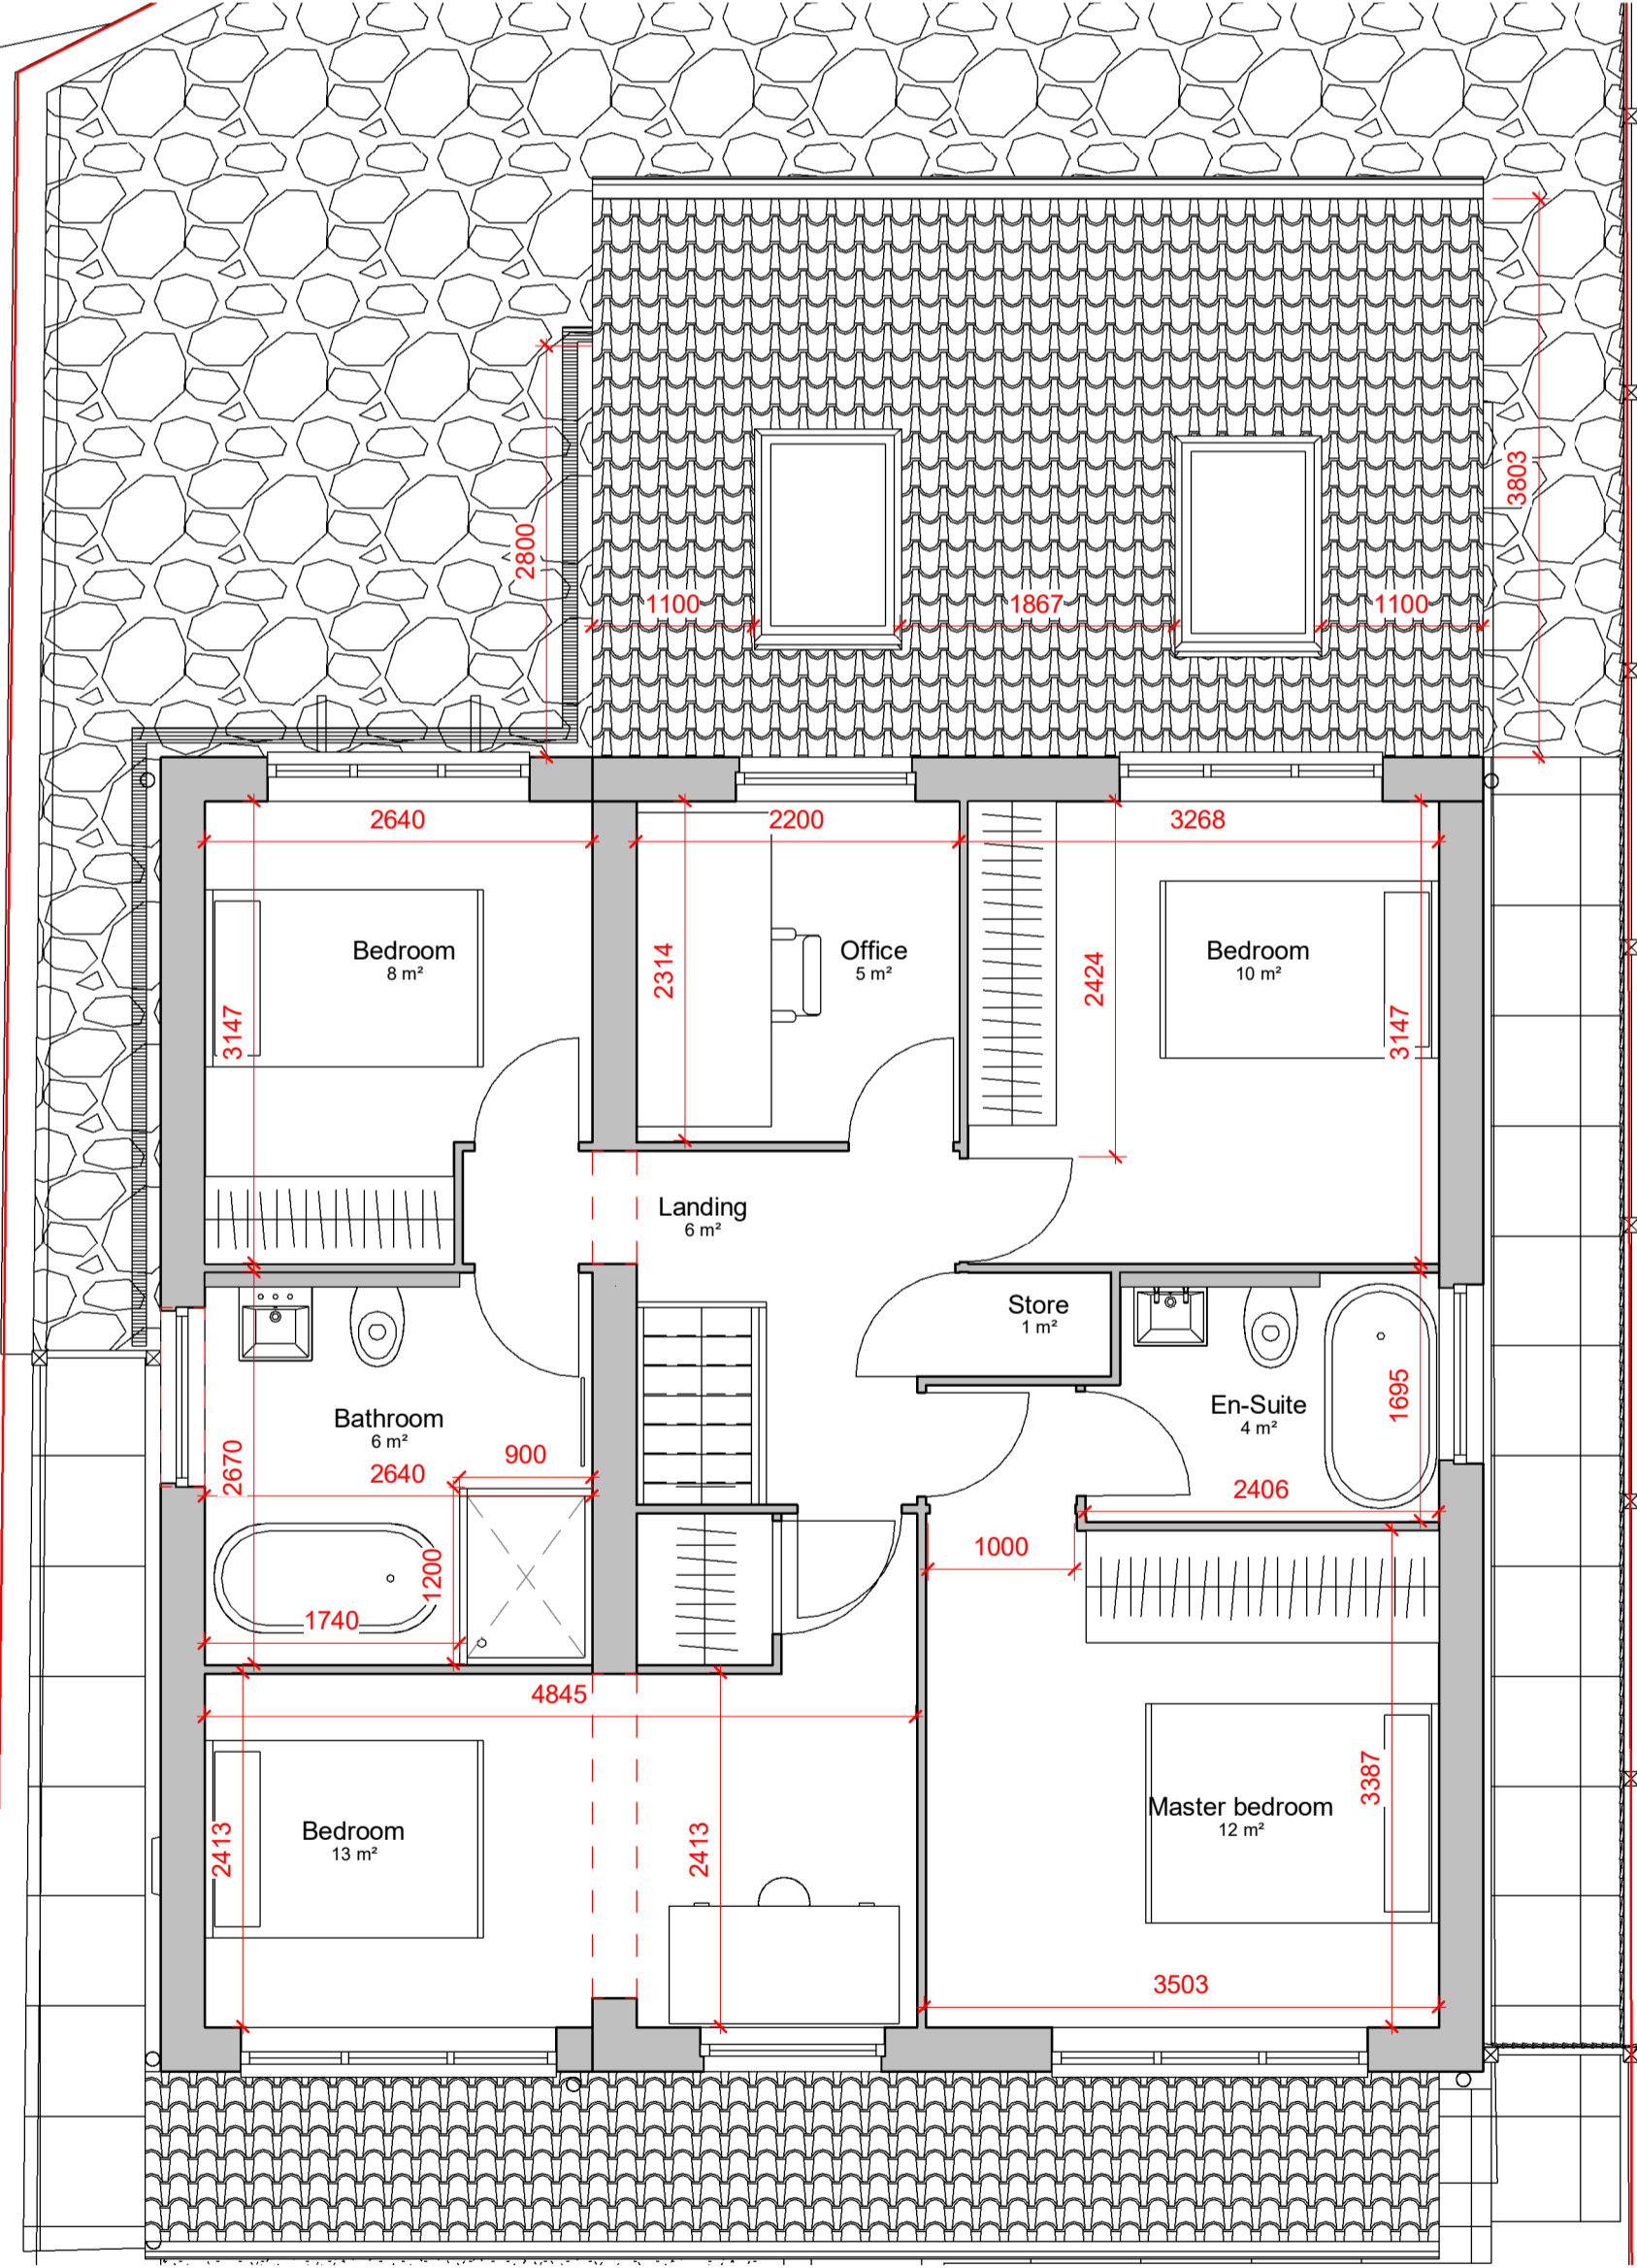 3803
2800
1100
1867
1100
2640
2200
3268
Bedroom
8 m²
Office
5 m²
Bedroom
10 m²
2314
2424
3147
3147
Landing
6 m²
Store
1 m²
Bathroom
6 m²
En-Suite
4 m²
1695
2670
2640
900
2406
1000
1200
1740
4845
2413
2413
3387
Bedroom
13 m²
Master bedroom
12 m²
3503